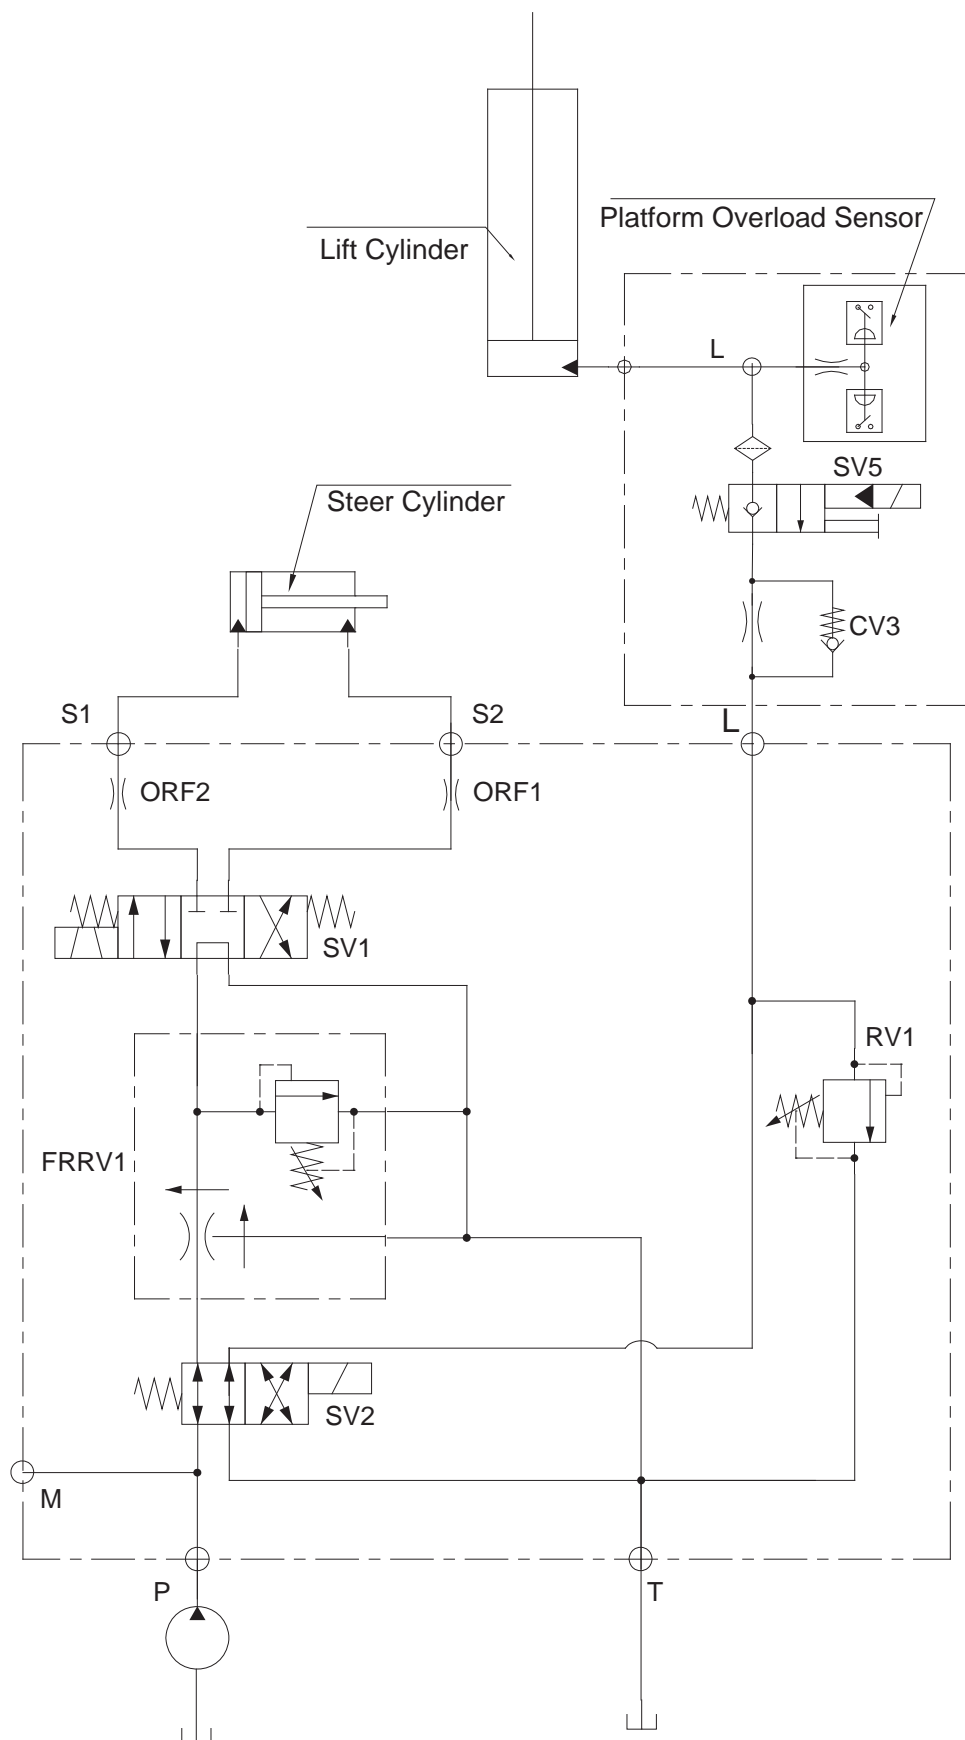 Platform Overload Sensor
Lift Cylinder
L
SV5
Steer Cylinder
CV3
S1
S2
L
ORF2
ORF1
SV1
RV1
FRRV1
SV2
M
P
T